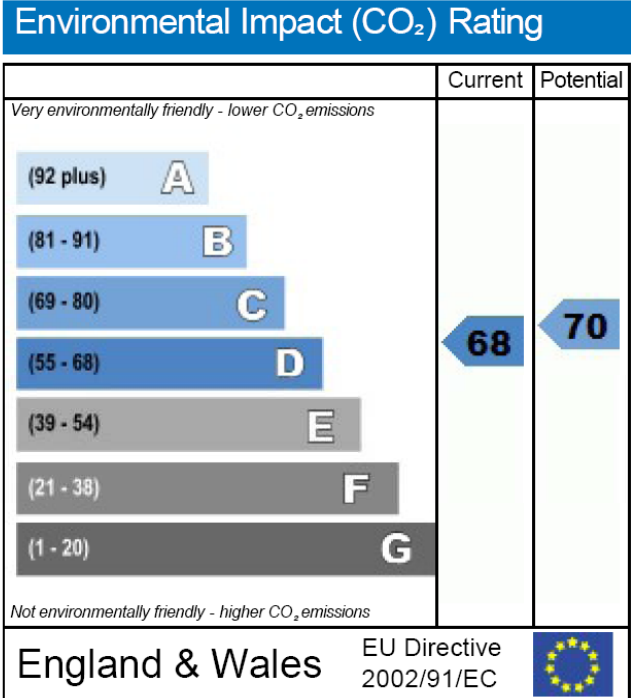 Environmental Impact (CO₂) Rating
Current Potential
Very environmentally friendly - lower CO₂ emissions
(92 plus) A
(81 - 91) B
(69 - 80) C
(55 - 68) D
(39 - 54) E
(21 - 38) F
(1 - 20) G
68
70
Not environmentally friendly - higher CO₂ emissions
England & Wales
EU Directive
2002/91/EC